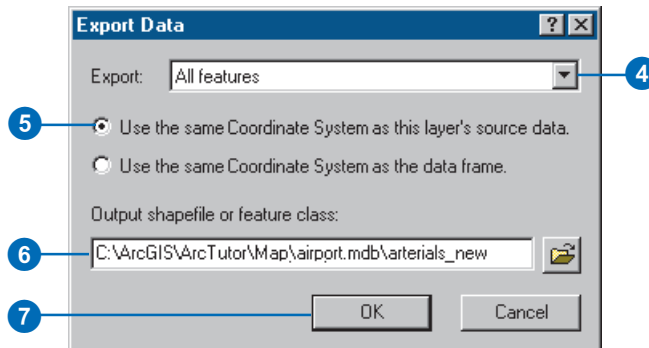 Export Data
Export: All features
4
5
Use the same Coordinate System as this layer's source data.
Use the same Coordinate System as the data frame.
Output shapefile or feature class:
6
C:\ArcGIS\ArcTutor\Map\airport.mdb\arterials_new
7
OK Cancel